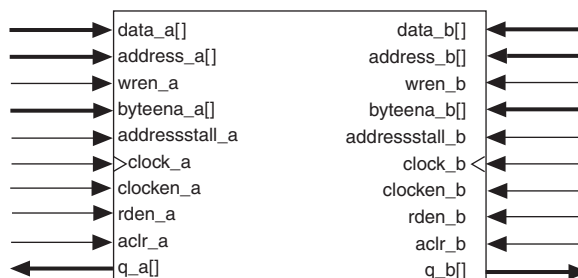 data_a[] data_b[]
address_a[] address_b[]
wren_a wren_b
byteena_a[] byteena_b[]
addressstall_a addressstall_b
clock_a clock_b
clocken_a clocken_b
rden_a rden_b
aclr_a aclr_b
q_a[] q_b[]